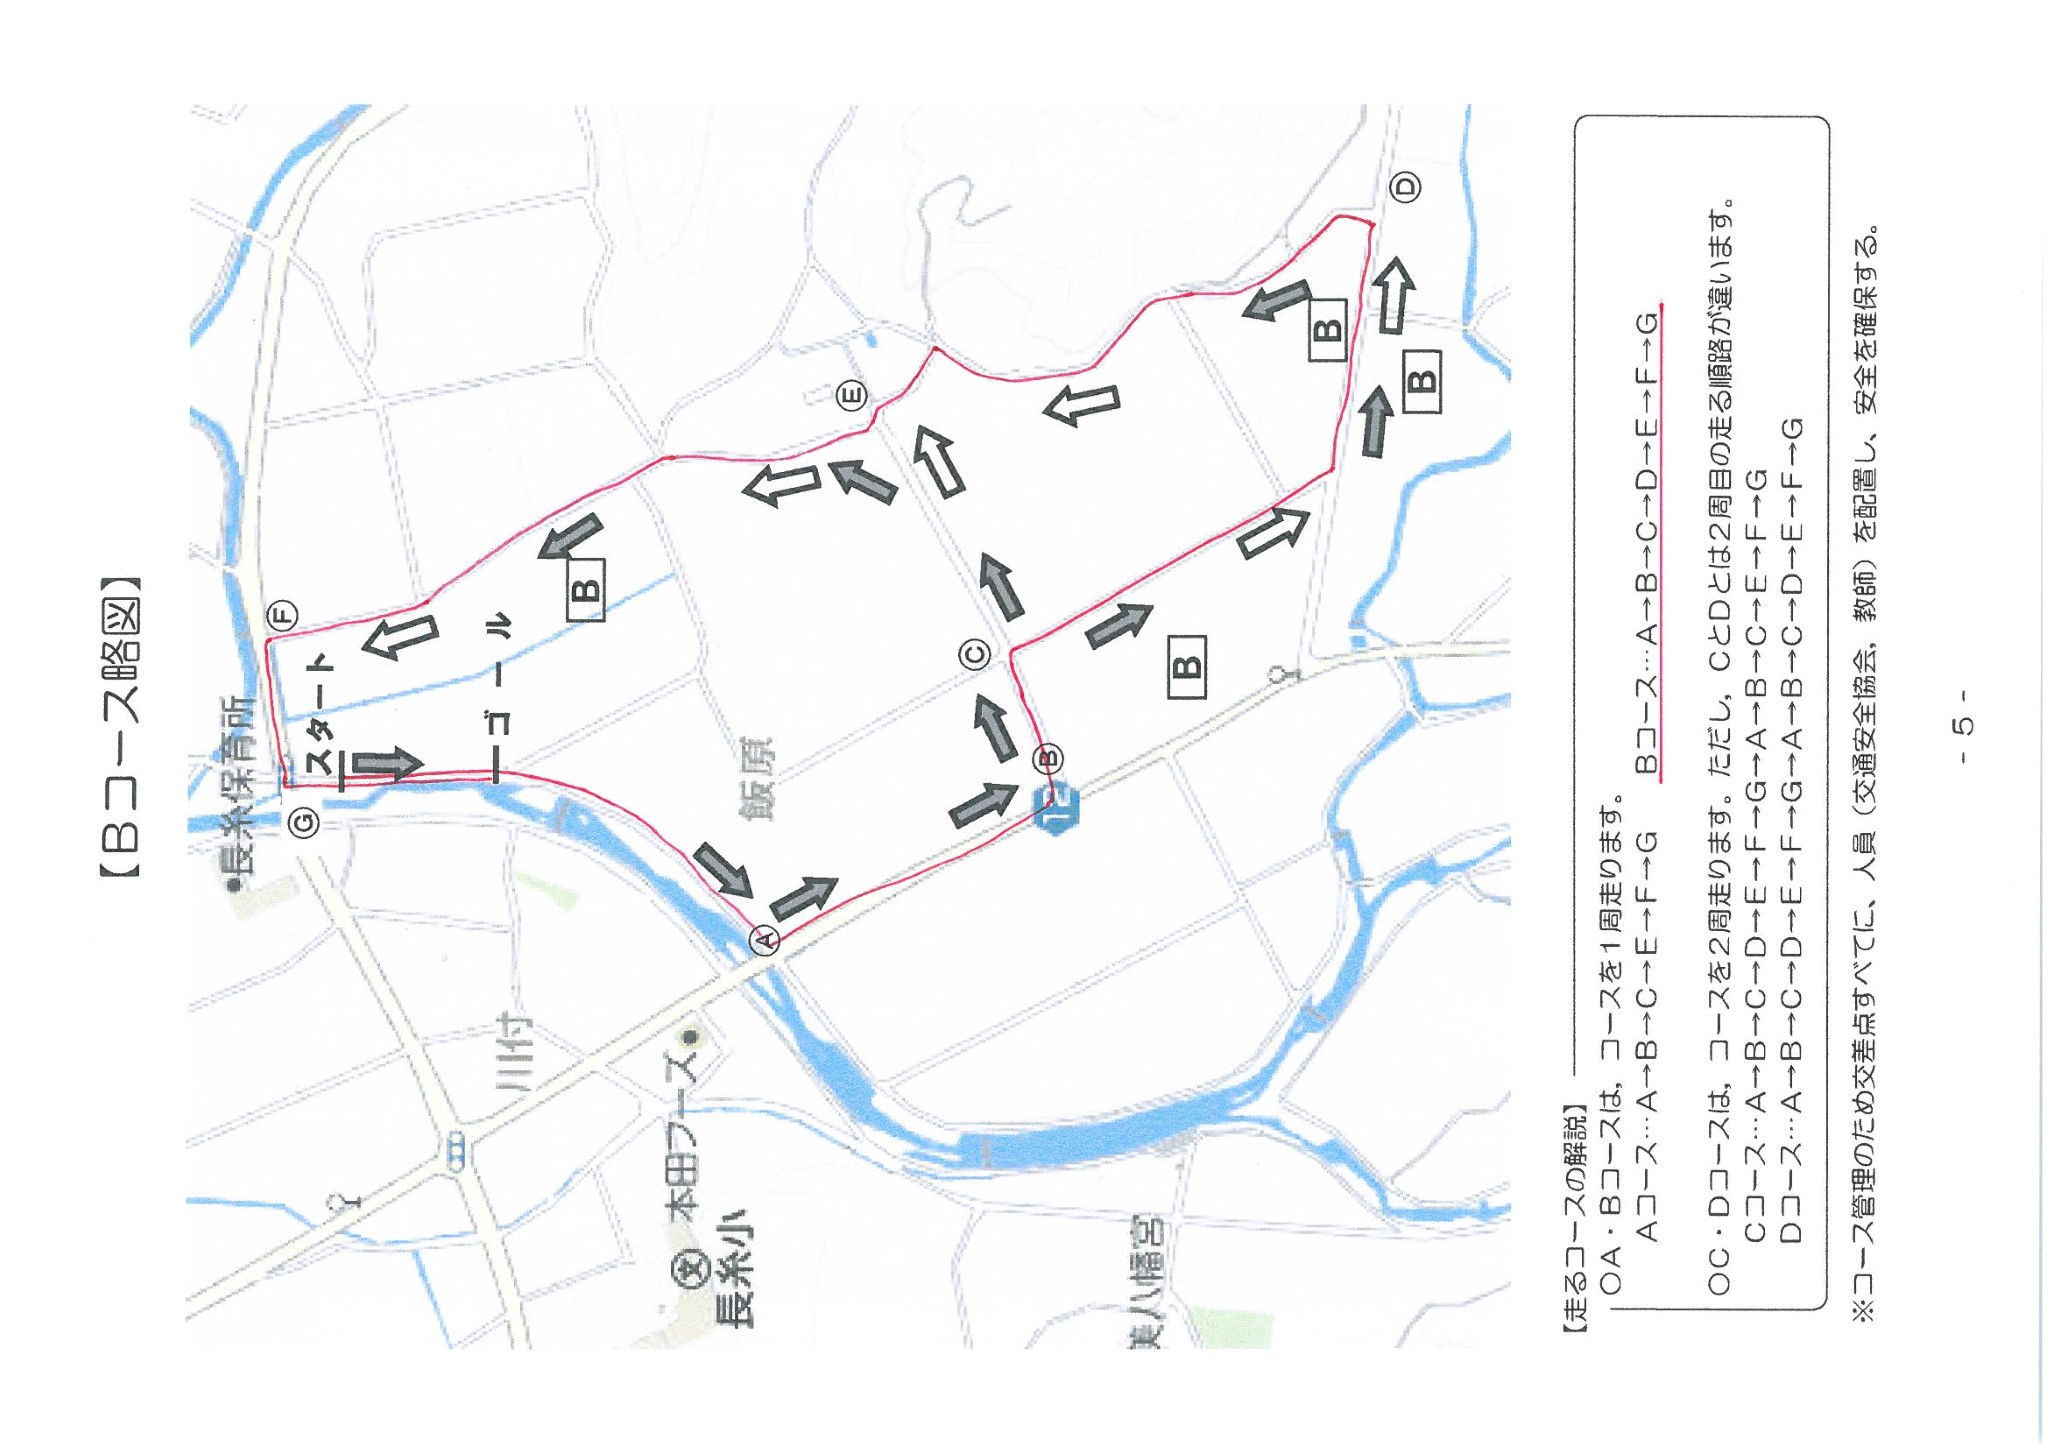 【Bコース略図】
長糸保育所
F
スタート
ゴール
G
B
E
飯原
川付
A
C
B
B
12
D
B
B
本田フーズ
文
長糸小
美八幡宮
【走るコースの解説】
○A・Bコースは，コースを１周走ります。
Aコース…A→B→C→E→F→G　Bコース…A→B→C→D→E→F→G
○C・Dコースは，コースを２周走ります。ただし，CとDとは２周目の走る順路が違います。
Cコース…A→B→C→D→E→F→G→A→B→C→E→F→G
Dコース…A→B→C→D→E→F→G→A→B→C→D→E→F→G
※コース管理のため交差点すべてに、人員（交通安全協会，教師）を配置し、安全を確保する。
- 5 -